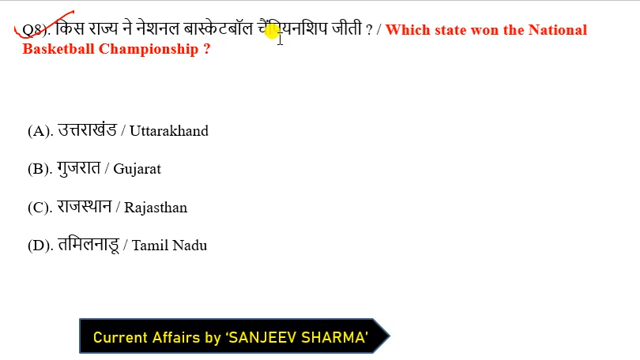 Q8). किस राज्य ने नेशनल बास्केटबॉल चैंपियनशिप जीती ? / Which state won the National
Basketball Championship ?
(A). उत्तराखंड / Uttarakhand
(B). गुजरात / Gujarat
(C). राजस्थान / Rajasthan
(D). तमिलनाडू / Tamil Nadu
Current Affairs by ‘SANJEEV SHARMA’